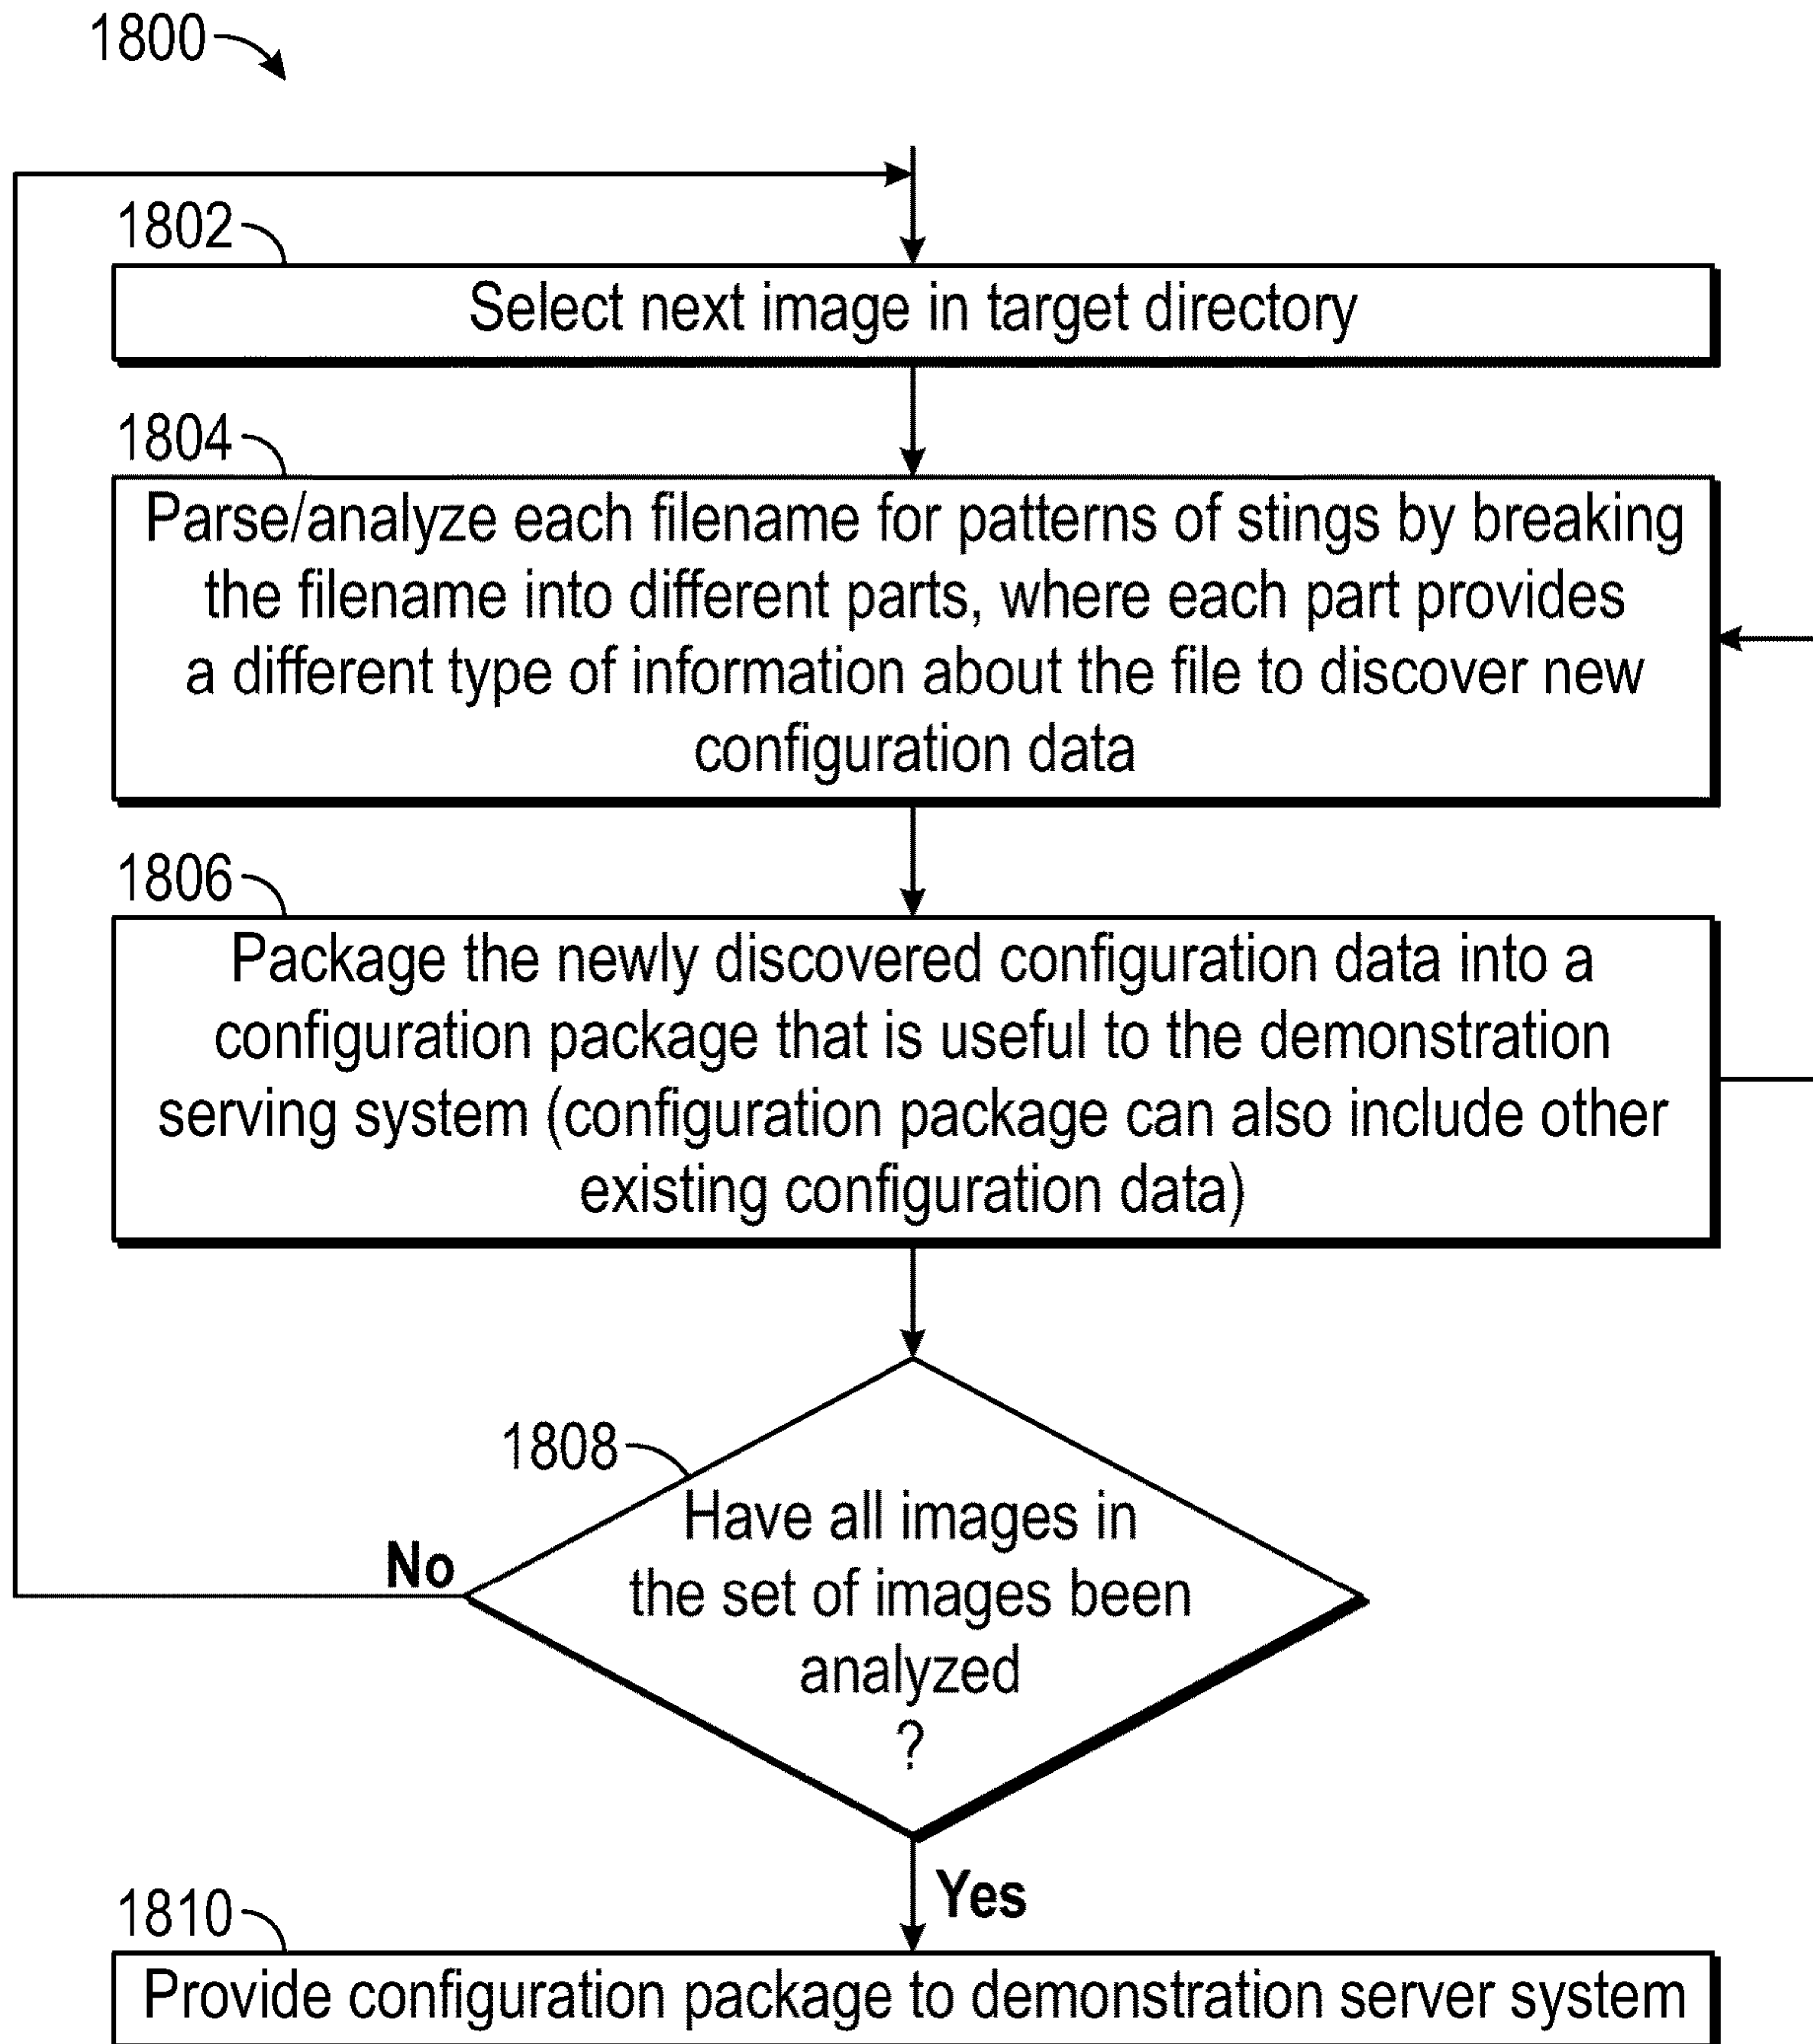 1800
1802
Select next image in target directory
1804
Parse/analyze each filename for patterns of stings by breaking
the filename into different parts, where each part provides
a different type of information about the file to discover new
configuration data
1806
Package the newly discovered configuration data into a
configuration package that is useful to the demonstration
serving system (configuration package can also include other
existing configuration data)
1808
Have all images in
the set of images been
analyzed
?
No
Yes
1810
Provide configuration package to demonstration server system